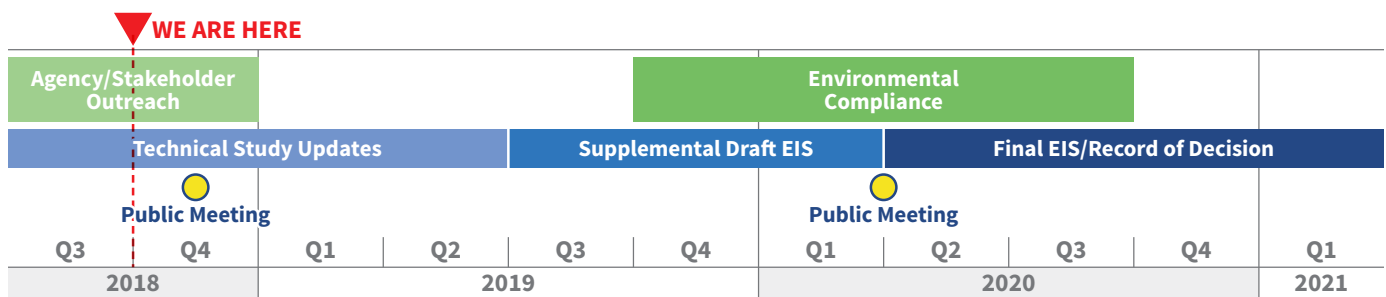 WE ARE HERE
Agency/Stakeholder
Outreach
Environmental
Compliance
Technical Study Updates
Supplemental Draft EIS
Final EIS/Record of Decision
Public Meeting
Public Meeting
Q3
Q4
Q1
Q2
Q3
Q4
Q1
Q2
Q3
Q4
Q1
2018
2019
2020
2021